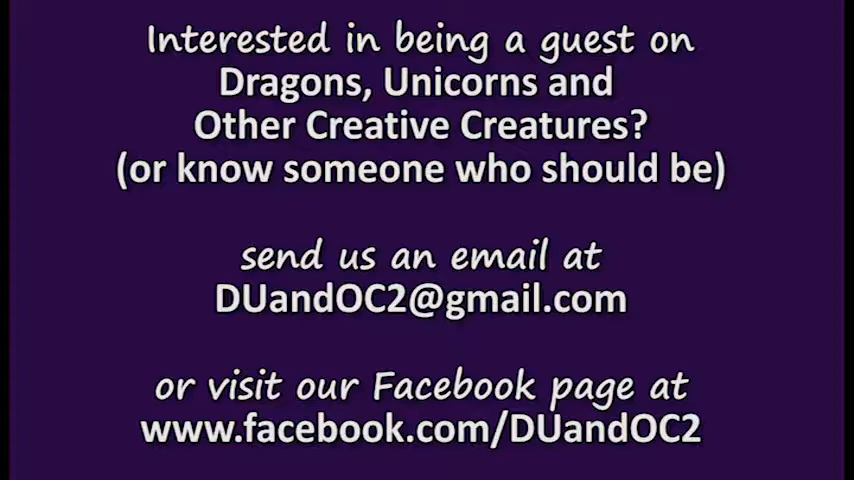 Interested in being a guest on
Dragons, Unicorns and
Other Creative Creatures?
(or know someone who should be)
send us an email at
DUandOC2@gmail.com
or visit our Facebook page at
www.facebook.com/DUandOC2